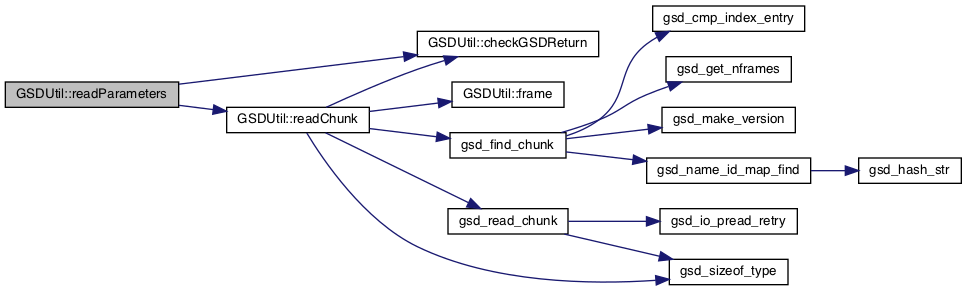 GSDUtil::readParameters
GSDUtil::checkGSDReturn
GSDUtil::readChunk
GSDUtil::frame
gsd_find_chunk
gsd_cmp_index_entry
gsd_get_nframes
gsd_make_version
gsd_name_id_map_find
gsd_hash_str
gsd_read_chunk
gsd_io_pread_retry
gsd_sizeof_type